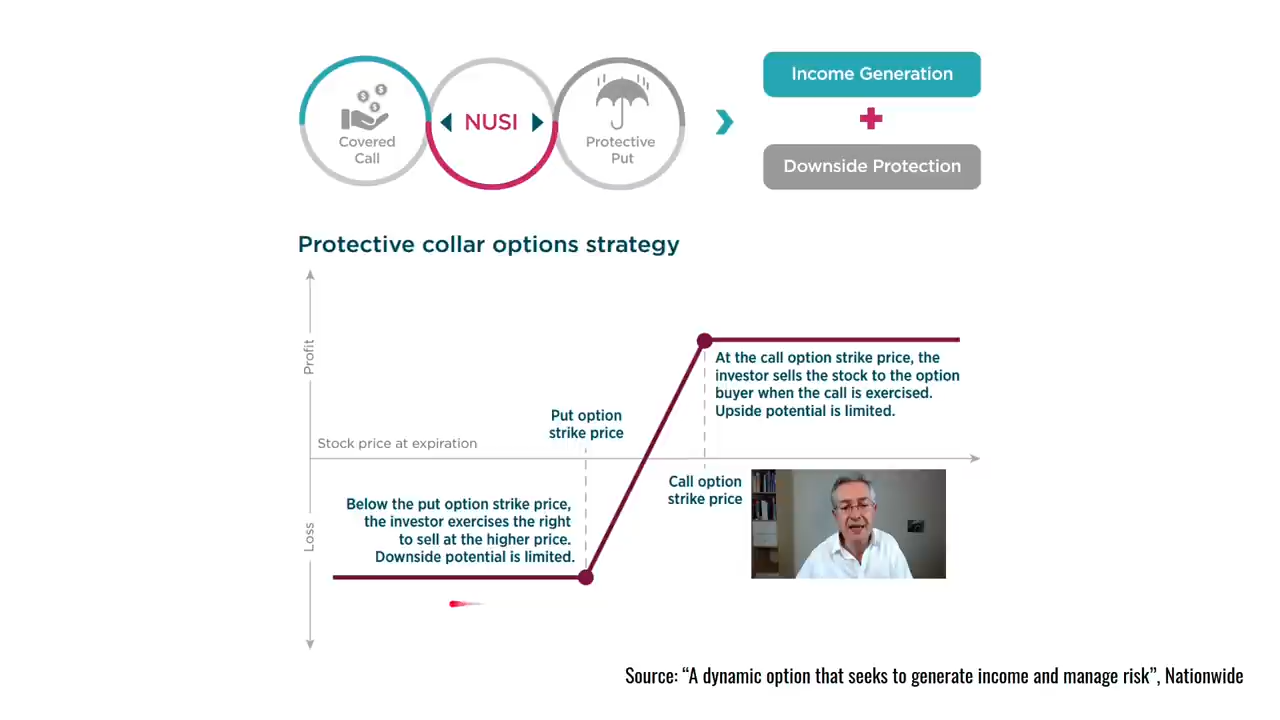 Covered
Call
NUSI
Protective
Put
Income Generation
Downside Protection
Protective collar options strategy
Profit
Loss
Stock price at expiration
Put option
strike price
Below the put option strike price,
the investor exercises the right
to sell at the higher price.
Downside potential is limited.
At the call option strike price, the
investor sells the stock to the option
buyer when the call is exercised.
Upside potential is limited.
Call option
strike price
Source: “A dynamic option that seeks to generate income and manage risk”, Nationwide